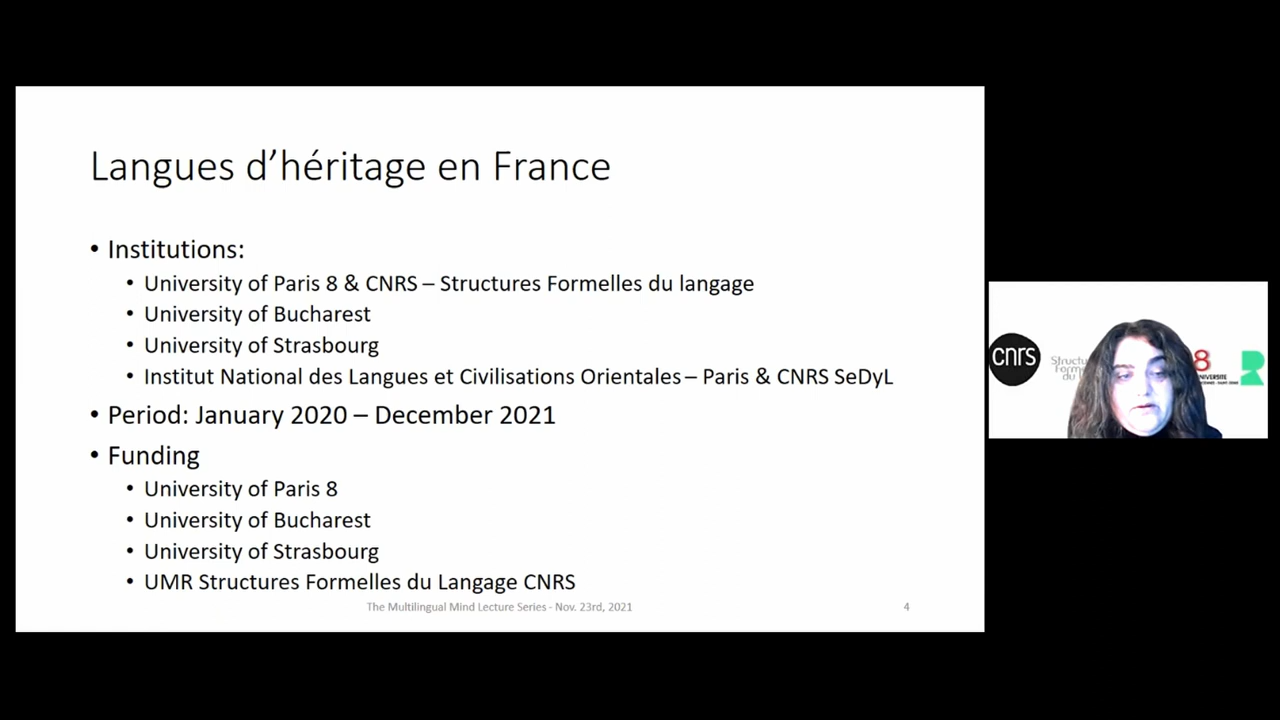 Langues d’héritage en France
• Institutions:
• University of Paris 8 & CNRS – Structures Formelles du langage
• University of Bucharest
• University of Strasbourg
• Institut National des Langues et Civilisations Orientales – Paris & CNRS SeDyL
• Period: January 2020 – December 2021
• Funding
• University of Paris 8
• University of Bucharest
• University of Strasbourg
• UMR Structures Formelles du Langage CNRS
The Multilingual Mind Lecture Series - Nov. 23rd, 2021
4
cnrs
8